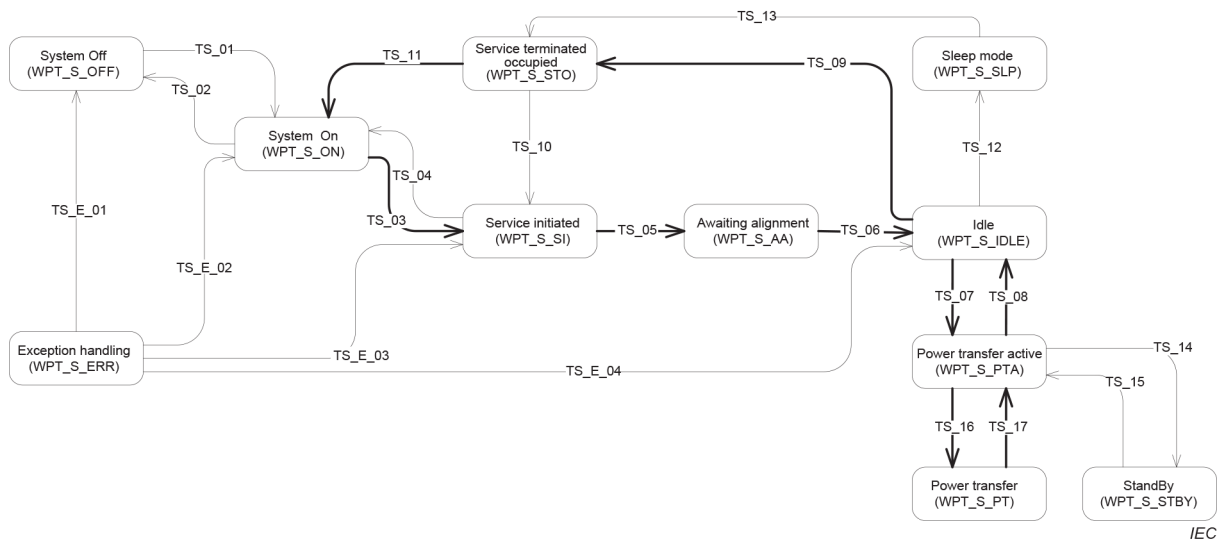 TS_13
System Off
(WPT_S_OFF)
TS_01
TS_11
Service terminated
occupied
(WPT_S_STO)
TS_09
Sleep mode
(WPT_S_SLP)
TS_02
System On
(WPT_S_ON)
TS_10
TS_12
TS_04
TS_E_01
TS_03
Service initiated
(WPT_S_SI)
TS_05
Awaiting alignment
(WPT_S_AA)
TS_06
Idle
(WPT_S_IDLE)
TS_E_02
TS_07
TS_08
Exception handling
(WPT_S_ERR)
TS_E_03
TS_E_04
Power transfer active
(WPT_S_PTA)
TS_14
TS_15
TS_16
TS_17
Power transfer
(WPT_S_PT)
StandBy
(WPT_S_STBY)
IEC